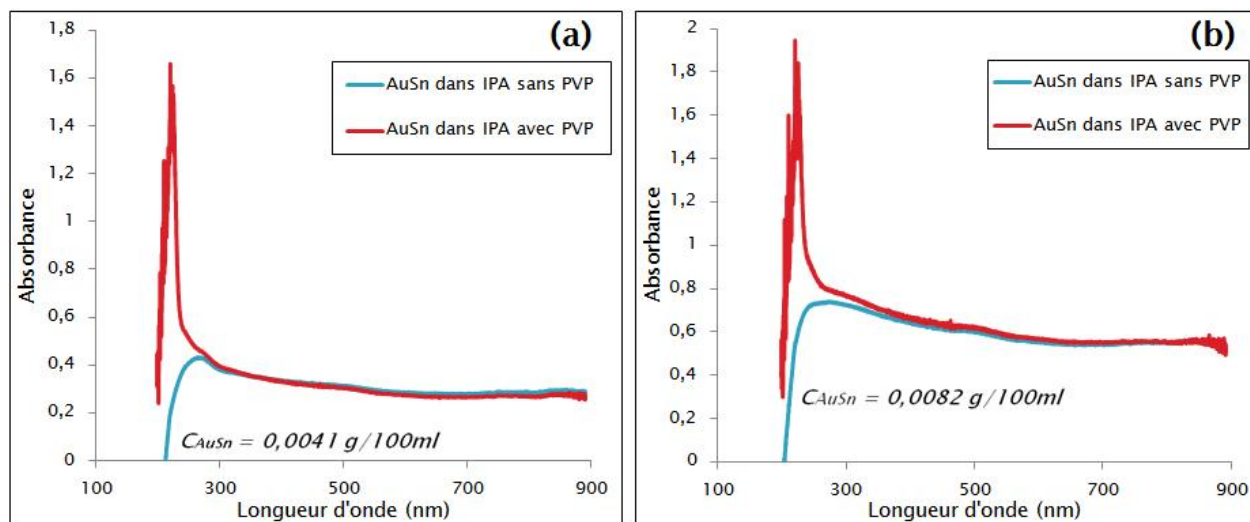 (a)
AuSn dans IPA sans PVP
AuSn dans IPA avec PVP
1,8
1,6
1,4
1,2
1
0,8
0,6
0,4
0,2
0
Absorbance
CAuSn = 0,0041 g/100ml
100 300 500 700 900
Longueur d'onde (nm)
(b)
AuSn dans IPA sans PVP
AuSn dans IPA avec PVP
2
1,8
1,6
1,4
1,2
1
0,8
0,6
0,4
0,2
0
Absorbance
CAuSn = 0,0082 g/100ml
100 300 500 700 900
Longueur d'onde (nm)